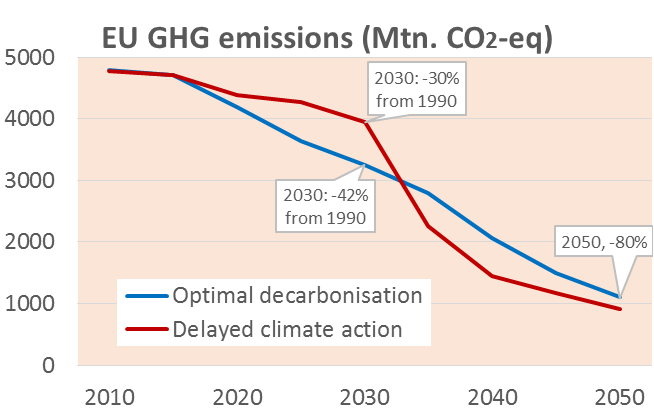 EU GHG emissions (Mtn. CO2-eq)
5000
4000
3000
2000
1000
0
2030: -30%
from 1990
2030: -42%
from 1990
2050, -80%
Optimal decarbonisation
Delayed climate action
2010 2020 2030 2040 2050